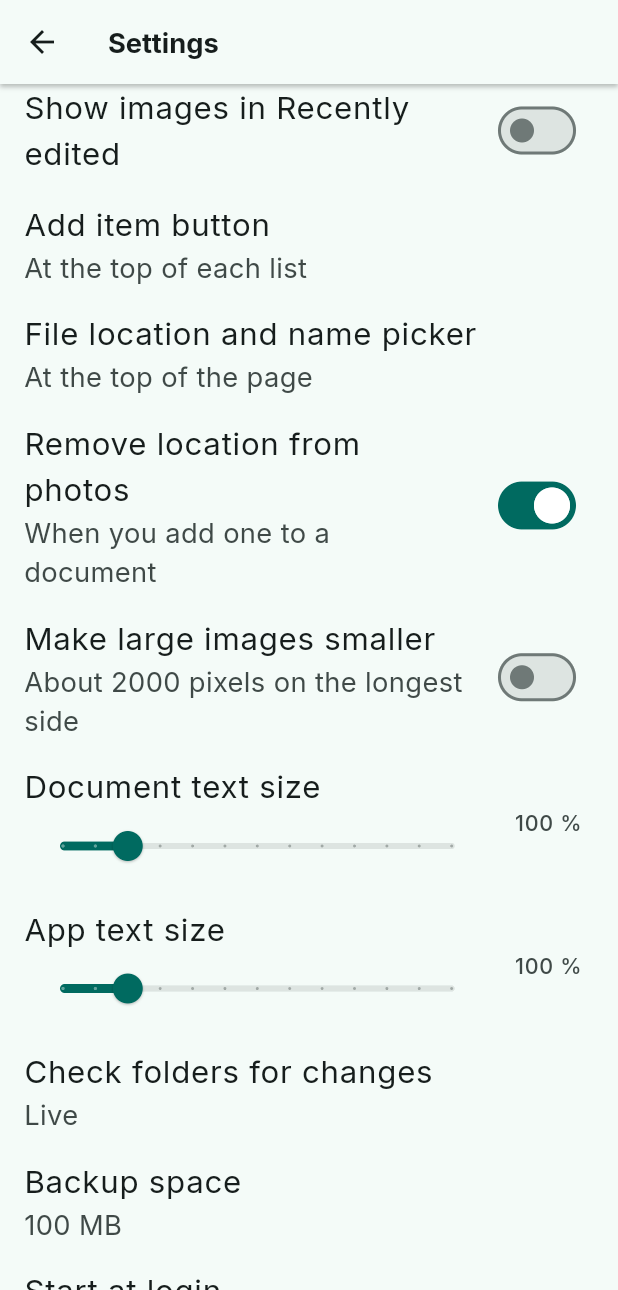 Settings
Show images in Recently
edited
Add item button
At the top of each list
File location and name picker
At the top of the page
Remove location from
photos
When you add one to a
document
Make large images smaller
About 2000 pixels on the longest
side
Document text size
100 %
App text size
100 %
Check folders for changes
Live
Backup space
100 MB
Start at login